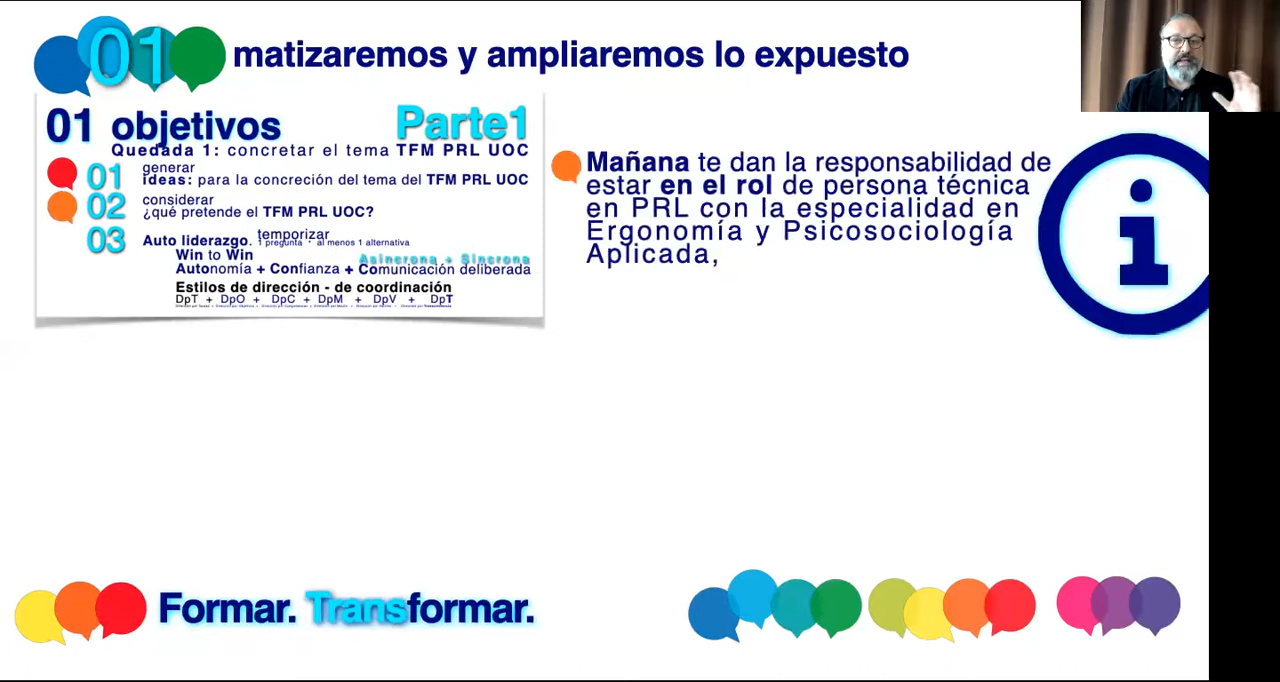 01 matizaremos y ampliaremos lo expuesto
01 objetivos Parte1
Quedada 1: concretar el tema TFM PRL UOC
01 generar
ideas: para la concreción del tema del TFM PRL UOC
02 considerar
¿qué pretende el TFM PRL UOC?
03 Auto liderazgo. temporizar
1 pregunta * al menos 1 alternativa
Win to Win Asíncrona + Síncrona
Autonomía + Confianza + Comunicación deliberada
Estilos de dirección - de coordinación
DpT + DpO + DpC + DpM + DpV + DpT
Mañana te dan la responsabilidad de
estar en el rol de persona técnica
en PRL con la especialidad en
Ergonomía y Psicosociología
Aplicada,
i
Formar. Transformar.